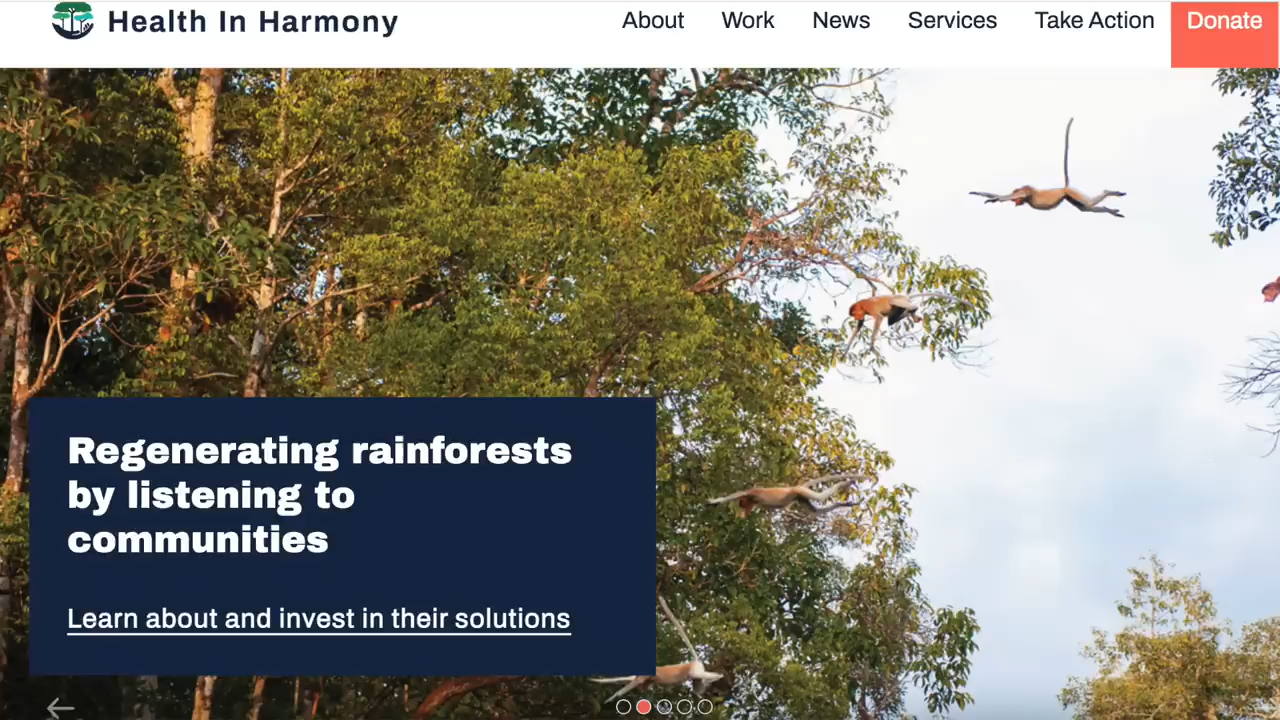 Health In Harmony
About Work News Services Take Action Donate
Regenerating rainforests
by listening to
communities
Learn about and invest in their solutions